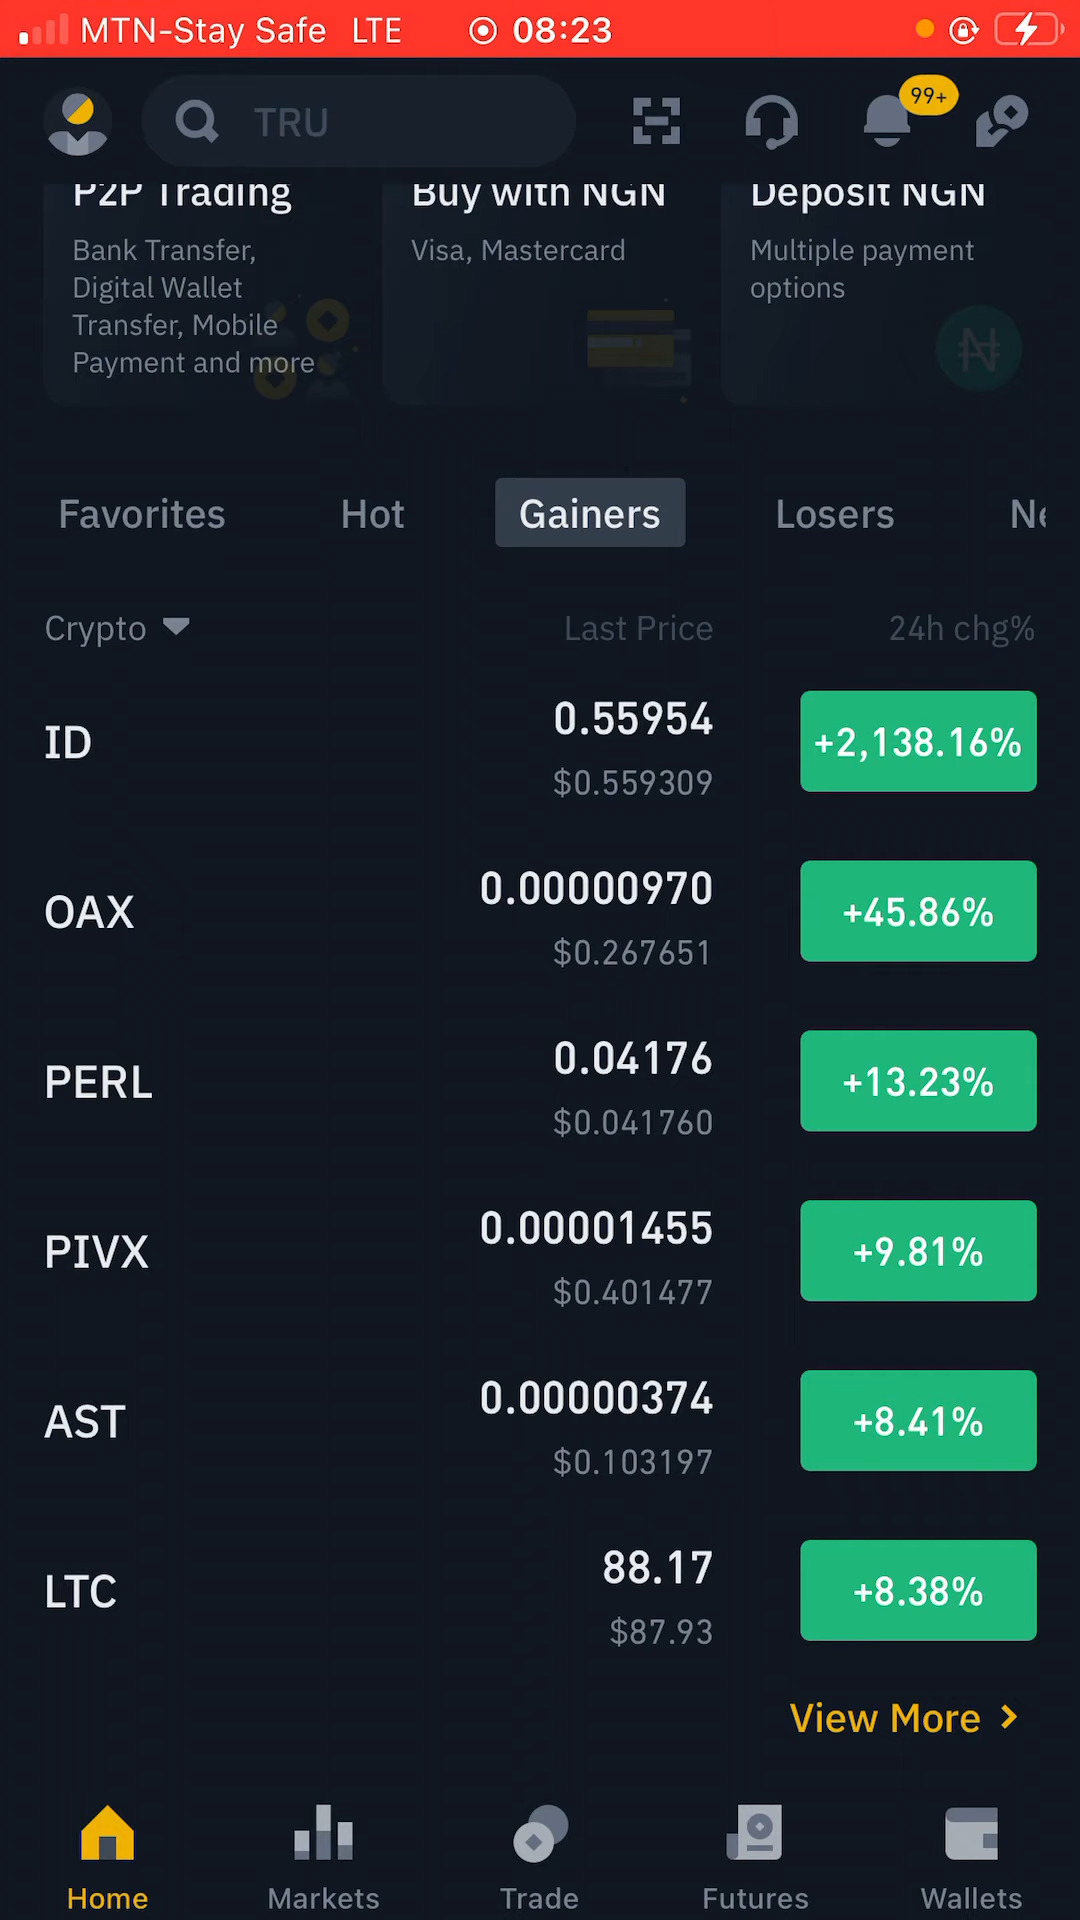 MTN-Stay Safe LTE 08:23
TRU
99+
P2P Trading
Bank Transfer,
Digital Wallet
Transfer, Mobile
Payment and more
Buy with NGN
Visa, Mastercard
Deposit NGN
Multiple payment
options
Favorites Hot Gainers Losers Ne
Crypto Last Price 24h chg%
ID 0.55954 +2,138.16%
$0.559309
OAX 0.00000970 +45.86%
$0.267651
PERL 0.04176 +13.23%
$0.041760
PIVX 0.00001455 +9.81%
$0.401477
AST 0.00000374 +8.41%
$0.103197
LTC 88.17 +8.38%
$87.93
View More
Home Markets Trade Futures Wallets